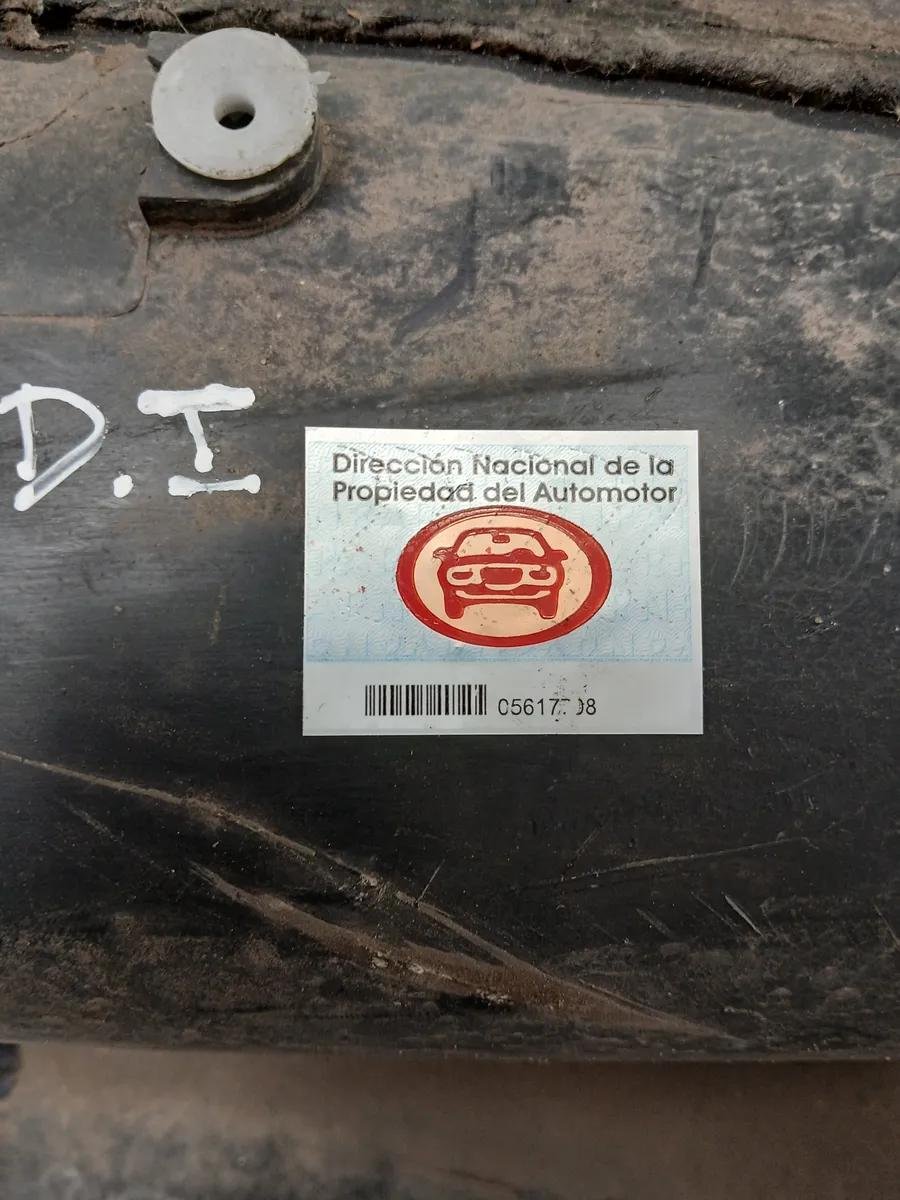 D.I
Dirección Nacional de la
Propiedad del Automotor